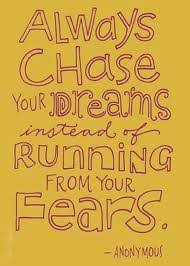 ALWAYS
CHASE
YOUR DREAMS
instead of
RUNNING
FROM YOUR
FEARS.
— ANONYMOUS